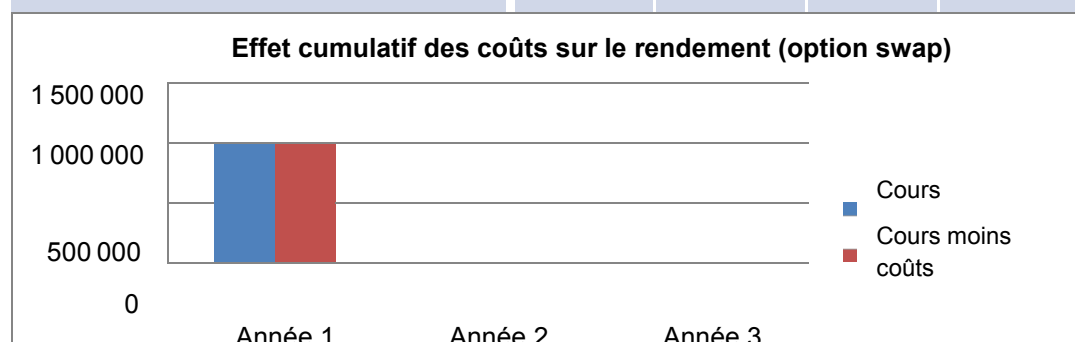 Effet cumulatif des coûts sur le rendement (option swap)
1 500 000
1 000 000
500 000
0
Cours
Cours moins
coûts
Année 1 Année 2 Année 3